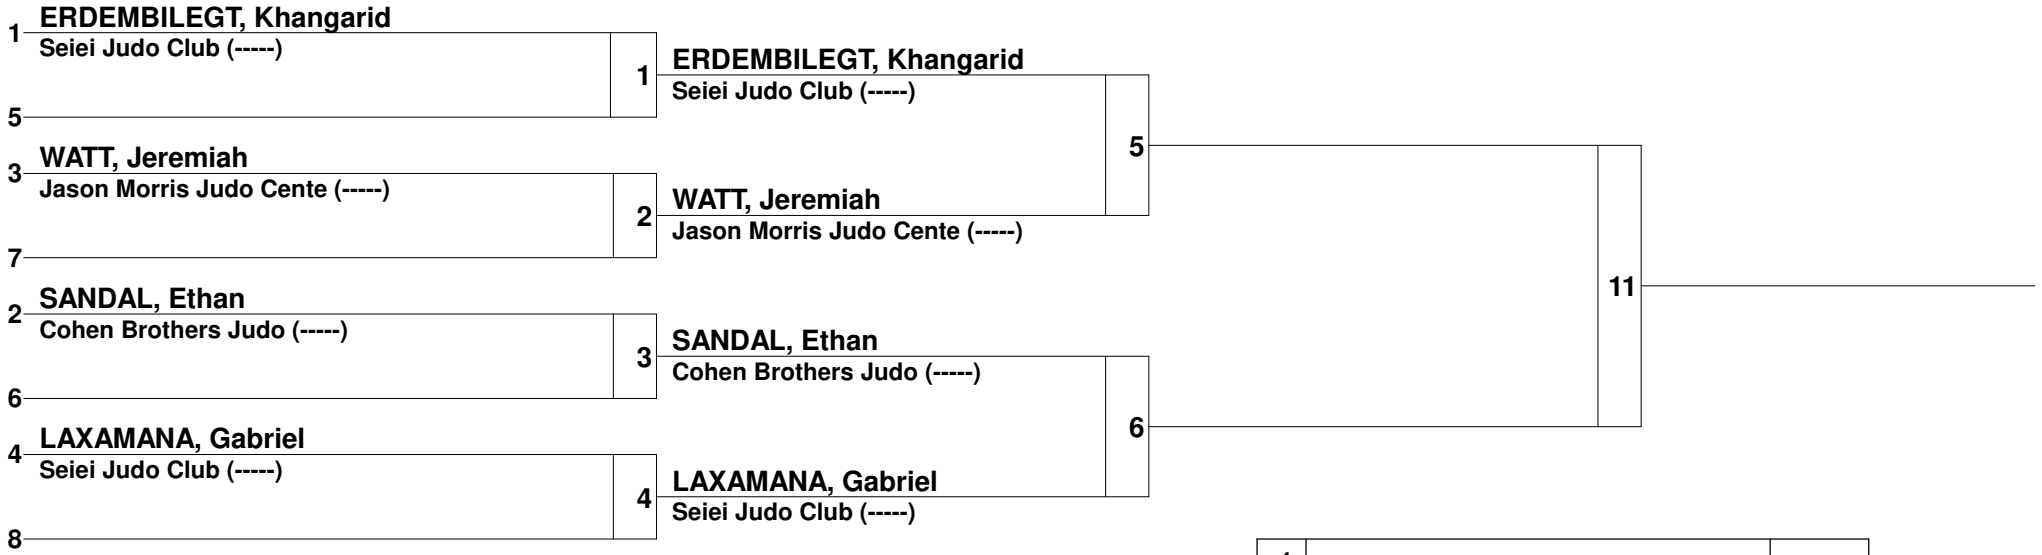 1 ERDEMBILEGT, Khangarid
Seiei Judo Club (-----)
1
5
3 WATT, Jeremiah
Jason Morris Judo Cente (-----)
2
7
2 SANDAL, Ethan
Cohen Brothers Judo (-----)
3
6
4 LAXAMANA, Gabriel
Seiei Judo Club (-----)
4
8
ERDEMBILEGT, Khangarid
Seiei Judo Club (-----)
5
WATT, Jeremiah
Jason Morris Judo Cente (-----)
SANDAL, Ethan
Cohen Brothers Judo (-----)
6
LAXAMANA, Gabriel
Seiei Judo Club (-----)
11